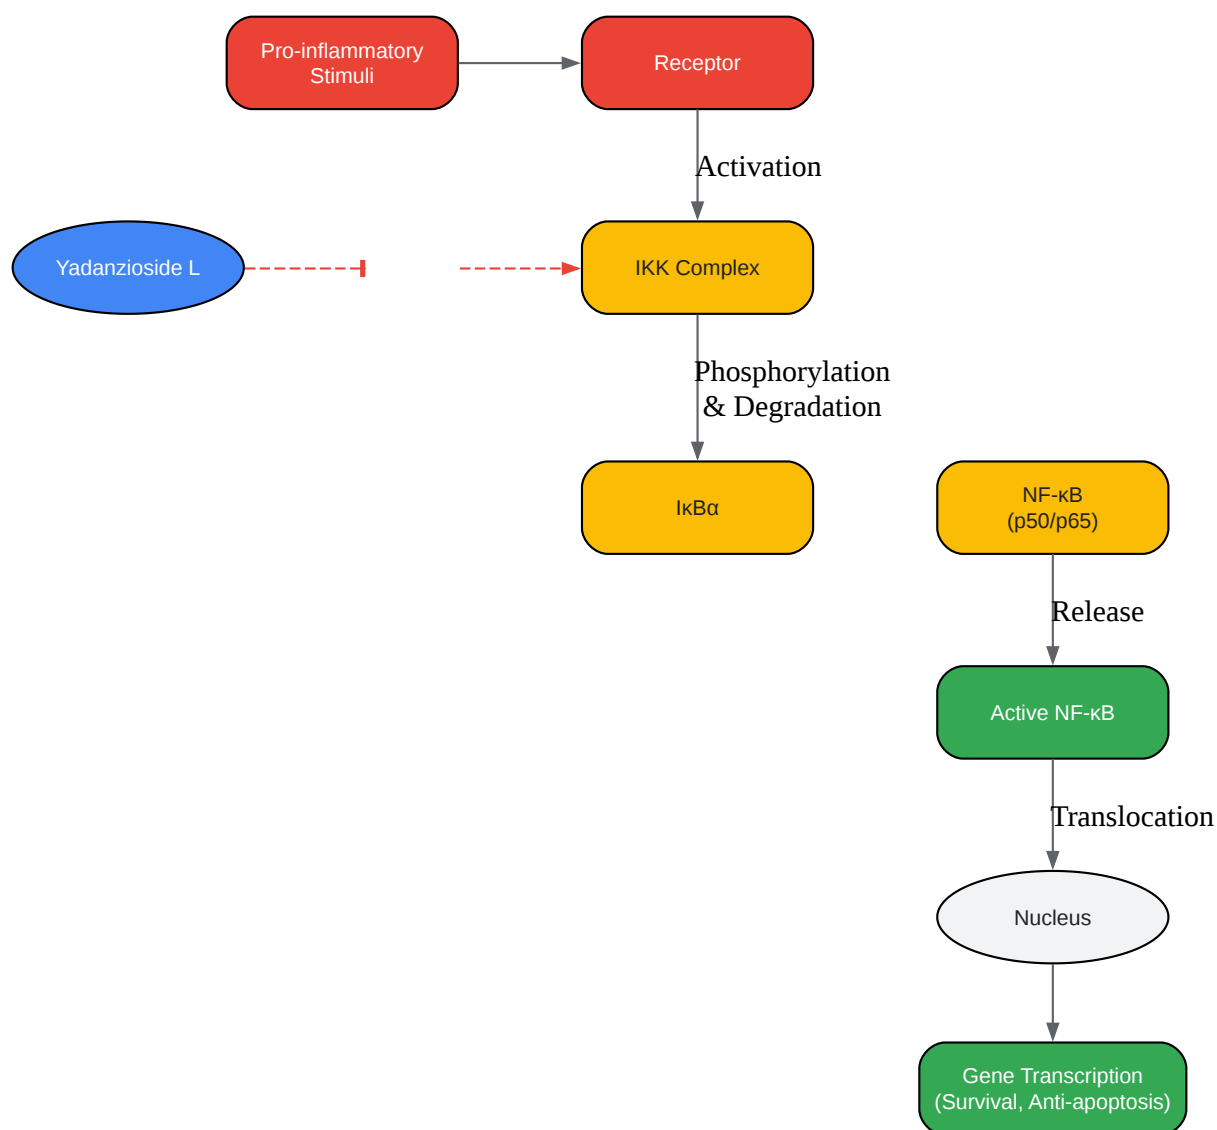 Pro-inflammatory
Stimuli
Receptor
Activation
Yadanzioside L
IKK Complex
Phosphorylation
& Degradation
IκBα
NF-κB
(p50/p65)
Release
Active NF-κB
Translocation
Nucleus
Gene Transcription
(Survival, Anti-apoptosis)